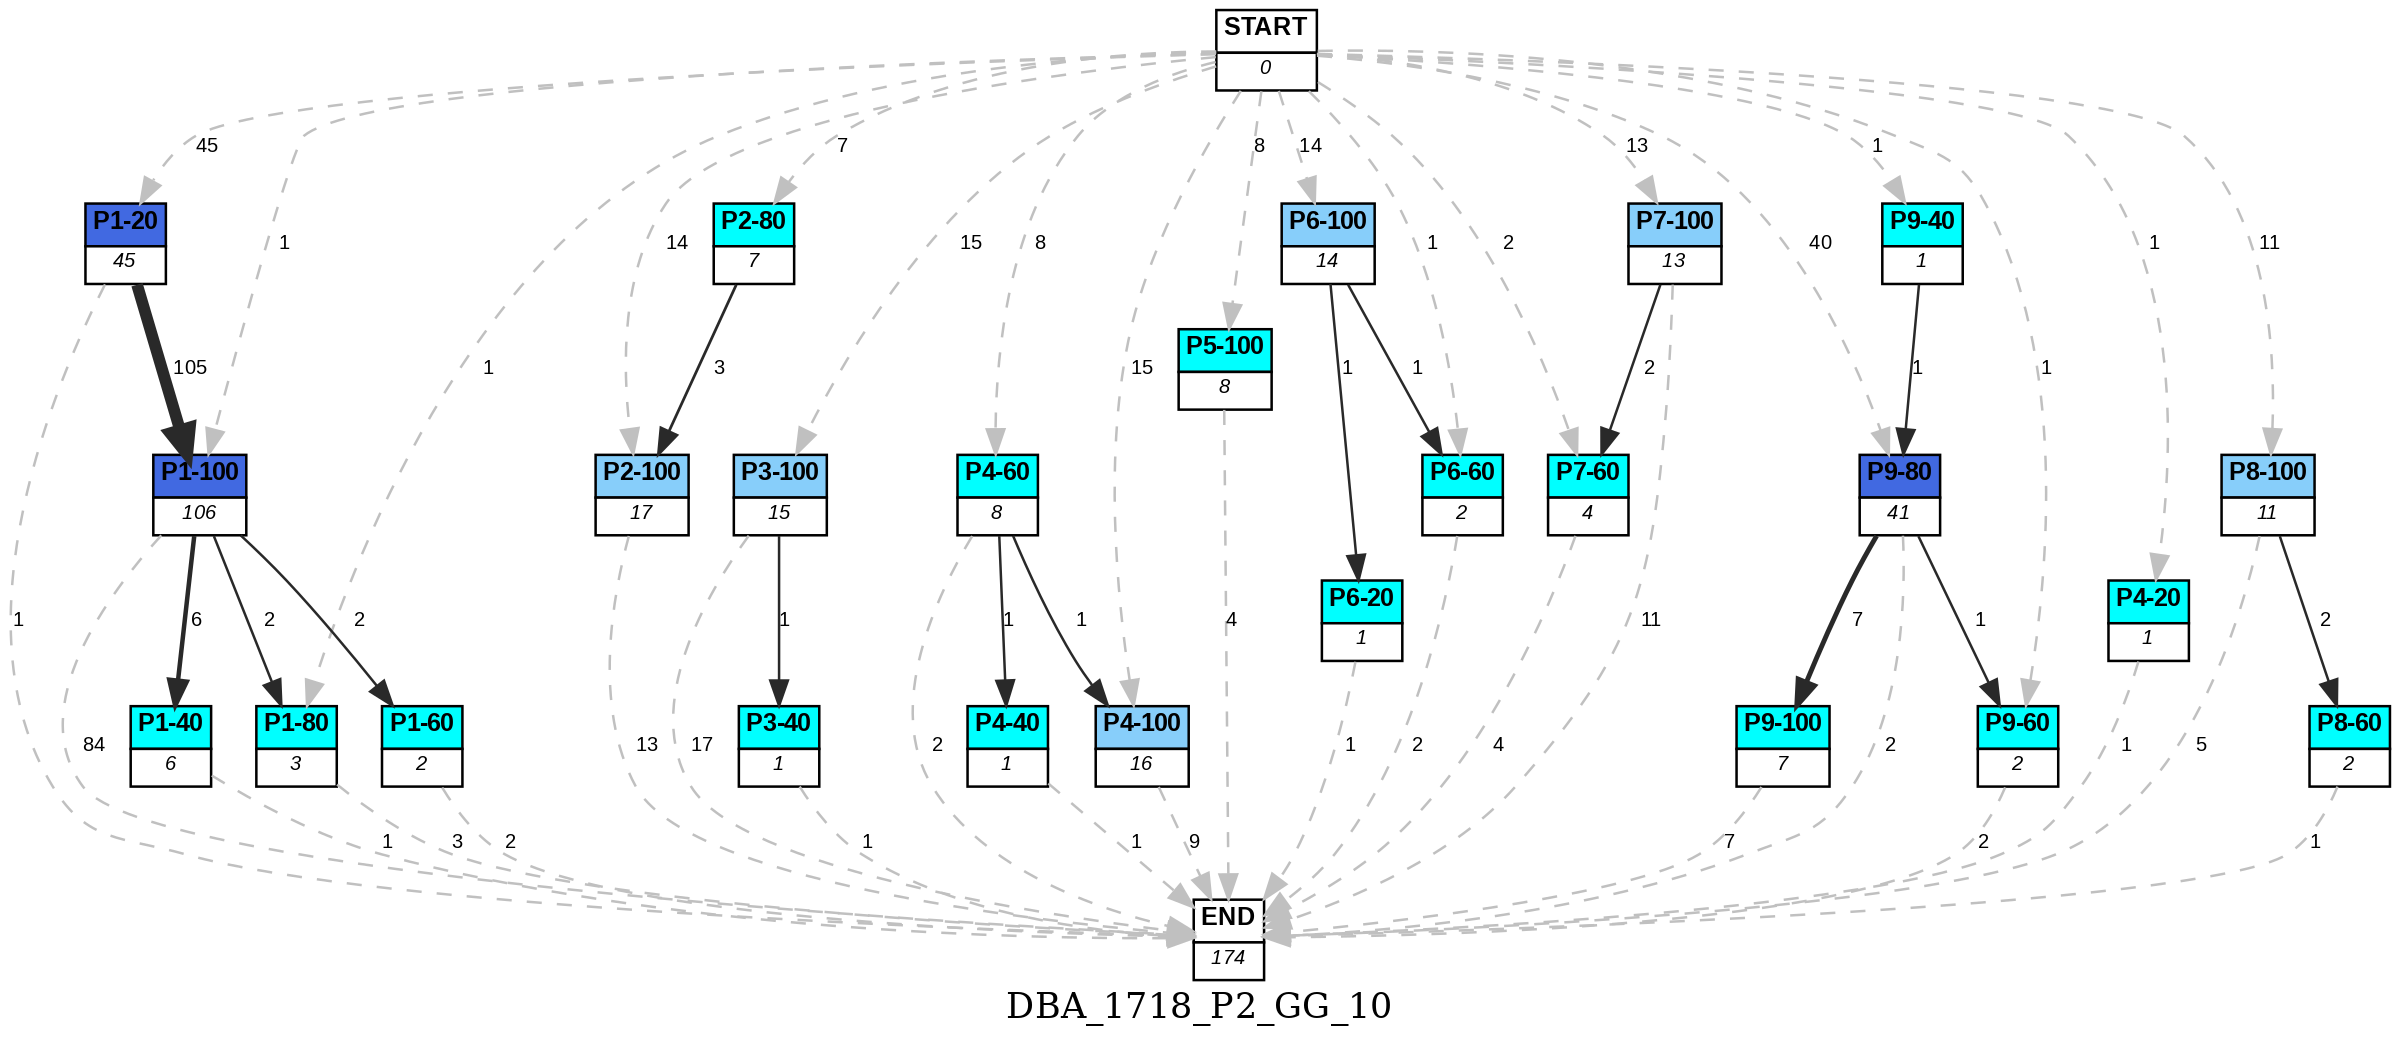 START
0
45
7
8
14
13
1
P1-20
45
P2-80
7
P6-100
14
P7-100
13
P9-40
1
1
14
15
8
1
2
40
1
11
P5-100
8
105
1
3
15
1
1
2
1
1
P1-100
106
P2-100
17
P3-100
15
P4-60
8
P6-60
2
P7-60
4
P9-80
41
P8-100
11
P6-20
1
P4-20
1
1
6
2
2
1
1
1
4
11
7
1
2
P1-40
6
P1-80
3
P1-60
2
P3-40
1
P4-40
1
P4-100
16
P9-100
7
P9-60
2
P8-60
2
84
13
17
2
1
2
4
2
1
5
1
3
2
1
1
9
7
2
1
END
174
DBA_1718_P2_GG_10